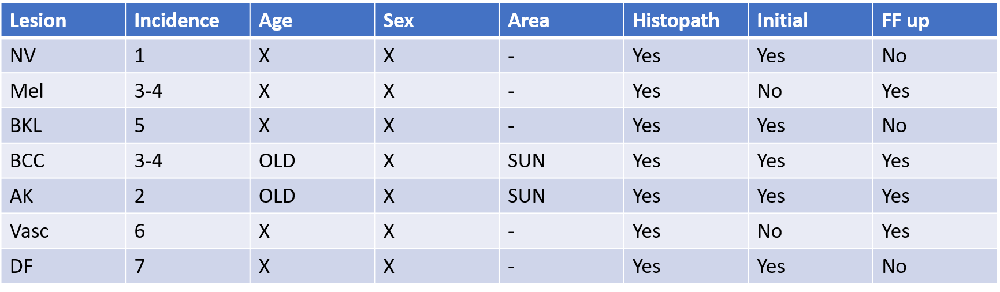 Lesion Incidence Age Sex Area Histopath Initial FF up
NV 1 X X - Yes Yes No
Mel 3-4 X X - Yes No Yes
BKL 5 X X - Yes Yes No
BCC 3-4 OLD X SUN Yes Yes Yes
AK 2 OLD X SUN Yes Yes Yes
Vasc 6 X X - Yes No Yes
DF 7 X X - Yes Yes No